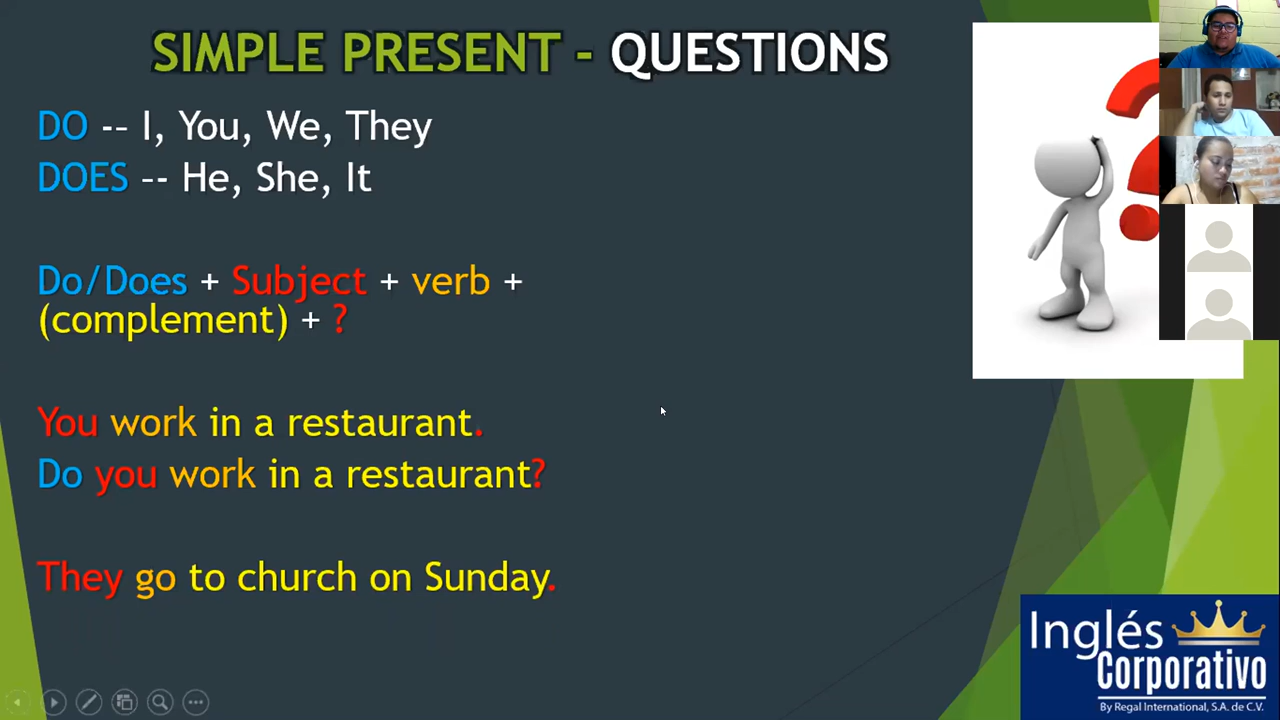 SIMPLE PRESENT - QUESTIONS
DO -- I, You, We, They
DOES -- He, She, It
Do/Does + Subject + verb +
(complement) + ?
You work in a restaurant.
Do you work in a restaurant?
They go to church on Sunday.
Inglés
Corporativo
By Regal International, S.A. de C.V.